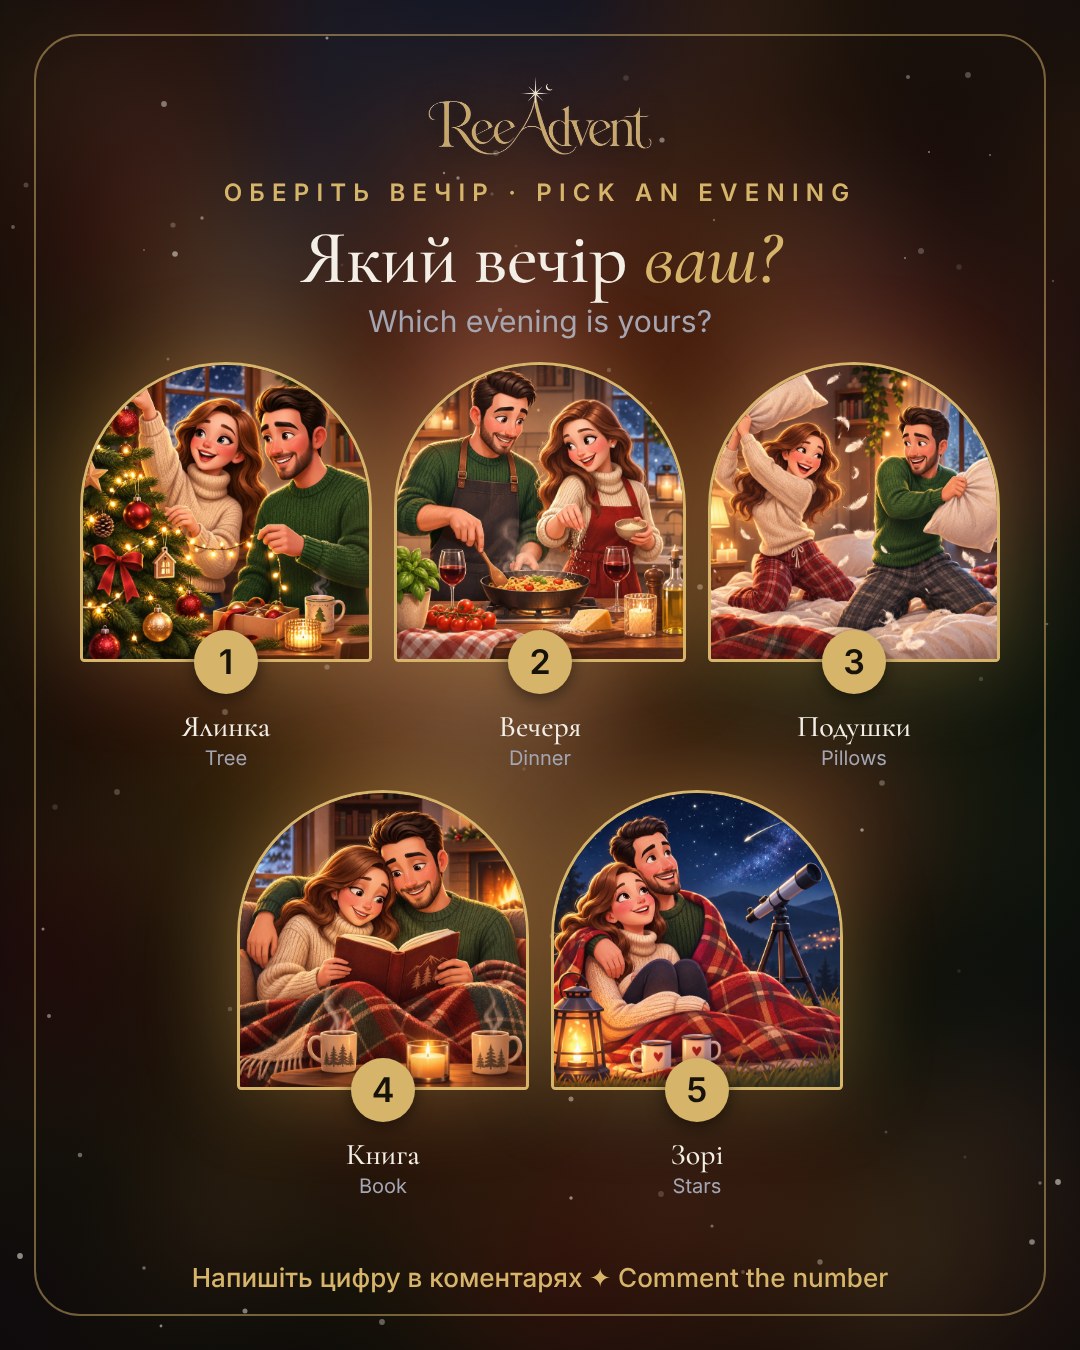 ReeAdvent
ОБЕРІТЬ ВЕЧІР · PICK AN EVENING
Який вечір ваш?
Which evening is yours?
1
2
3
Ялинка
Вечеря
Подушки
Tree
Dinner
Pillows
4
5
Книга
Зорі
Book
Stars
Напишіть цифру в коментарях ✦ Comment the number